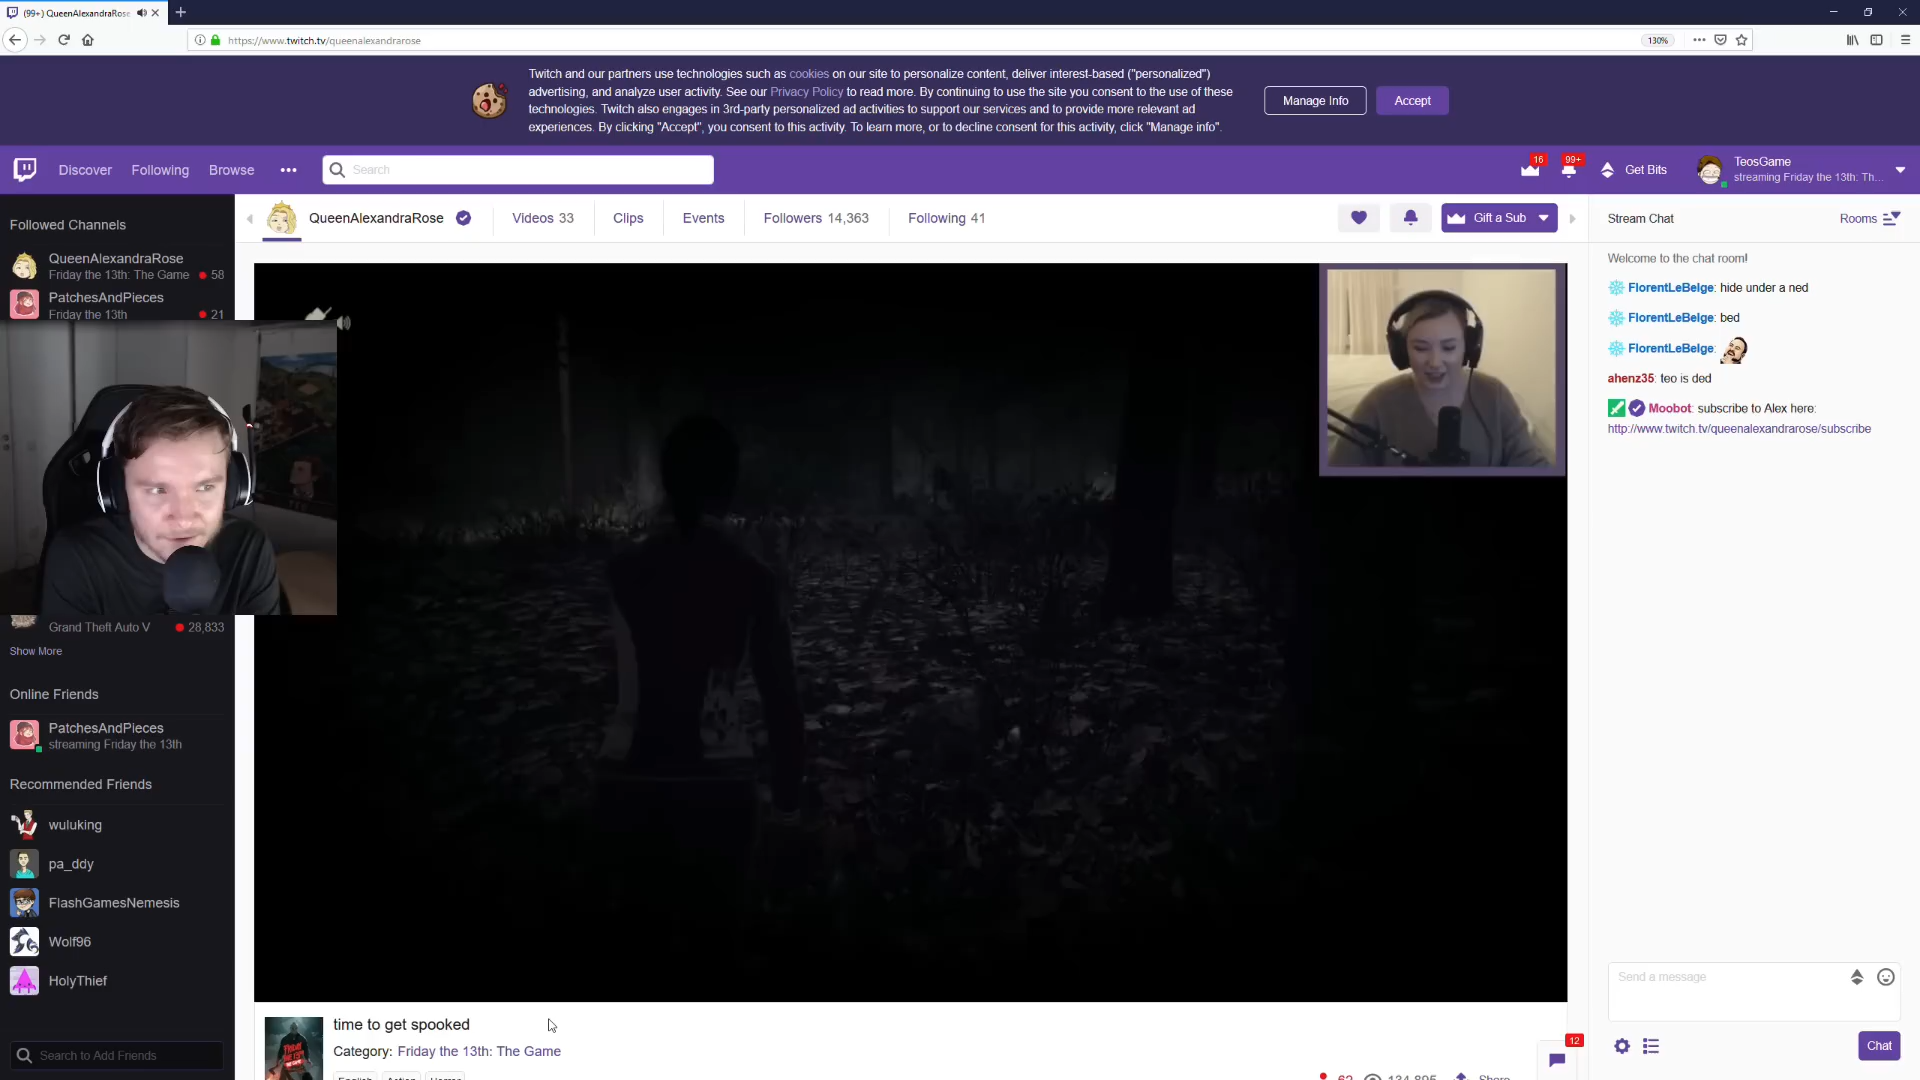 (99+) QueenAlexandraRose
https://www.twitch.tv/queenalexandrarose
130%
Twitch and our partners use technologies such as cookies on our site to personalize content, deliver interest-based ("personalized")
advertising, and analyze user activity. See our Privacy Policy to read more. By continuing to use the site you consent to the use of these
technologies. Twitch also engages in 3rd-party personalized ad activities to support our services and to provide more relevant ad
experiences. By clicking "Accept", you consent to this activity. To learn more, or to decline consent for this activity, click "Manage info".
Manage Info
Accept
Discover
Following
Browse
Search
16
99+
Get Bits
TeosGame
streaming Friday the 13th: Th...
Followed Channels
QueenAlexandraRose
Friday the 13th: The Game
58
PatchesAndPieces
Friday the 13th
21
Grand Theft Auto V
28,833
Show More
Online Friends
PatchesAndPieces
streaming Friday the 13th
Recommended Friends
wuluking
pa_ddy
FlashGamesNemesis
Wolf96
HolyThief
Search to Add Friends
QueenAlexandraRose
Videos 33
Clips
Events
Followers 14,363
Following 41
Gift a Sub
time to get spooked
Category: Friday the 13th: The Game
English
Action
Horror
62
134,895
Share
12
Stream Chat
Rooms
Welcome to the chat room!
FlorentLeBelge: hide under a ned
FlorentLeBelge: bed
FlorentLeBelge:
ahenz35: teo is ded
Moobot: subscribe to Alex here:
http://www.twitch.tv/queenalexandrarose/subscribe
Send a message
Chat